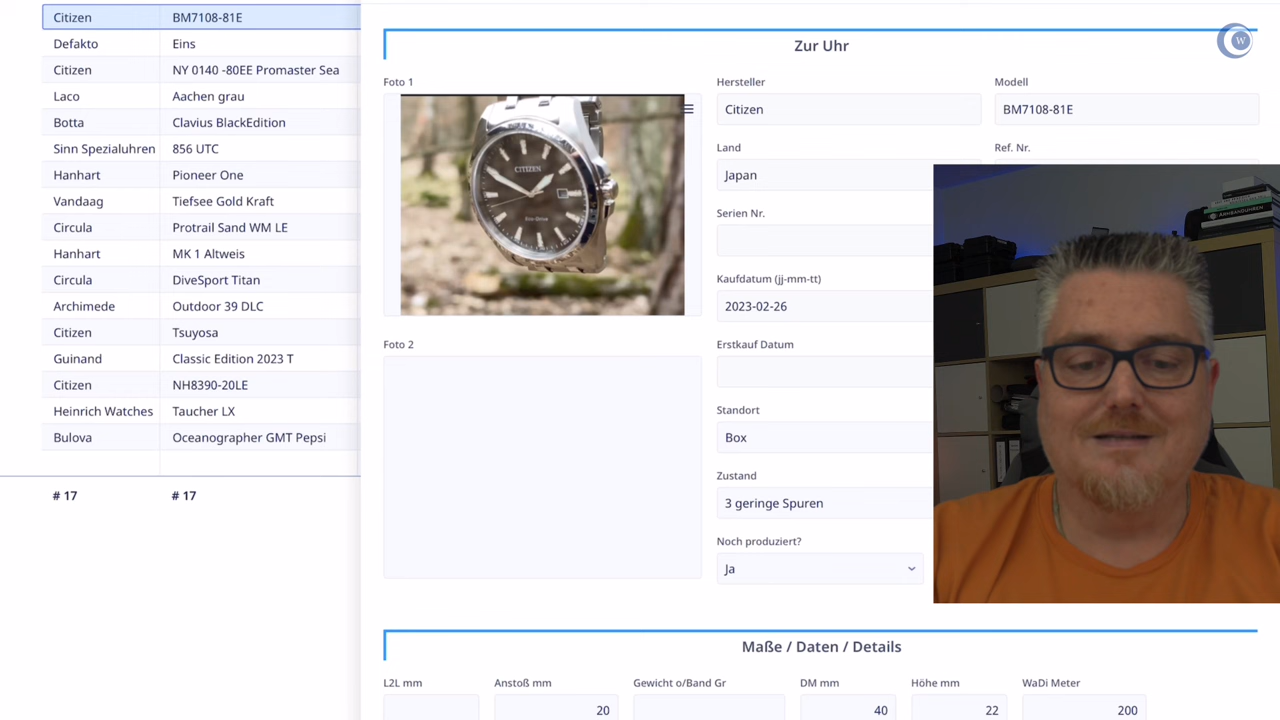 Citizen BM7108-81E
Defakto Eins
Citizen NY 0140 -80EE Promaster Sea
Laco Aachen grau
Botta Clavius BlackEdition
Sinn Spezialuhren 856 UTC
Hanhart Pioneer One
Vandaag Tiefsee Gold Kraft
Circula Protrail Sand WM LE
Hanhart MK 1 Altweis
Circula DiveSport Titan
Archimede Outdoor 39 DLC
Citizen Tsuyosa
Guinand Classic Edition 2023 T
Citizen NH8390-20LE
Heinrich Watches Taucher LX
Bulova Oceanographer GMT Pepsi
# 17 # 17
Zur Uhr
W
Foto 1
CITIZEN
Eco-Drive
Foto 2
Hersteller
Citizen
Modell
BM7108-81E
Land
Japan
Ref. Nr.
Serien Nr.
Kaufdatum (jj-mm-tt)
2023-02-26
Erstkauf Datum
Standort
Box
Zustand
3 geringe Spuren
Noch produziert?
Ja
ARMBANDUHREN
Maße / Daten / Details
L2L mm
Anstoß mm
20
Gewicht o/Band Gr
DM mm
40
Höhe mm
22
WaDi Meter
200